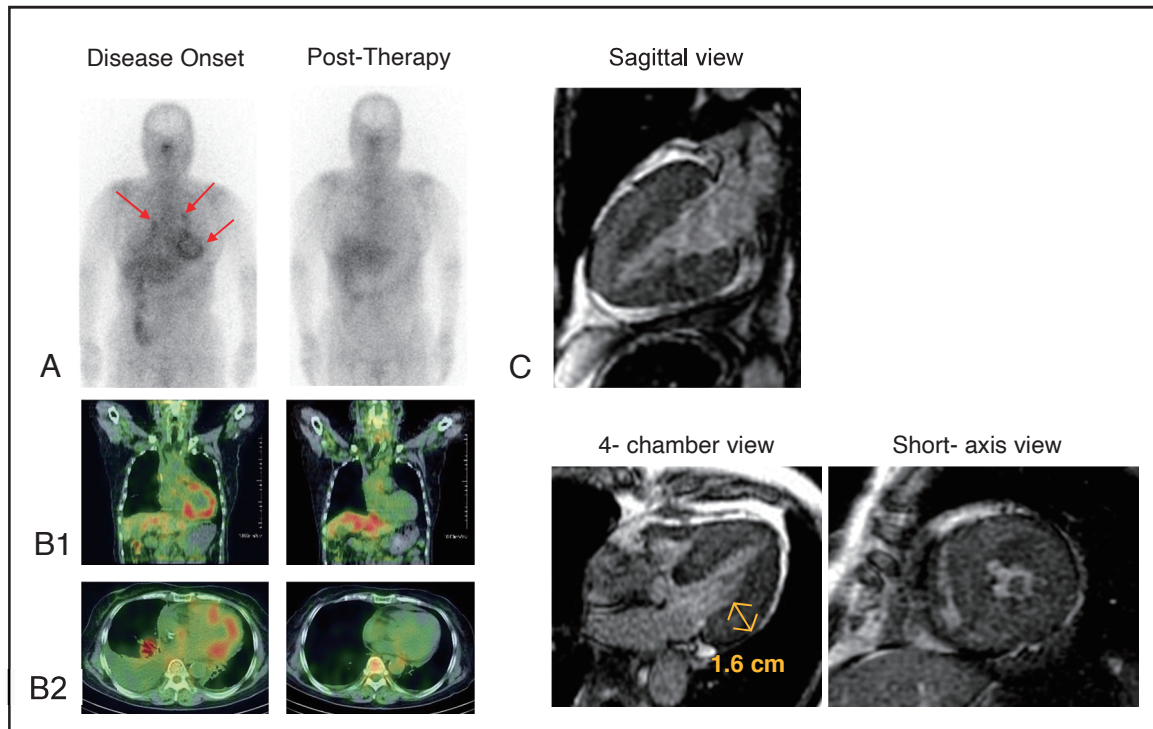 Disease Onset
Post-Therapy
A
B1
B2
Sagittal view
C
4- chamber view
Short- axis view
1.6 cm